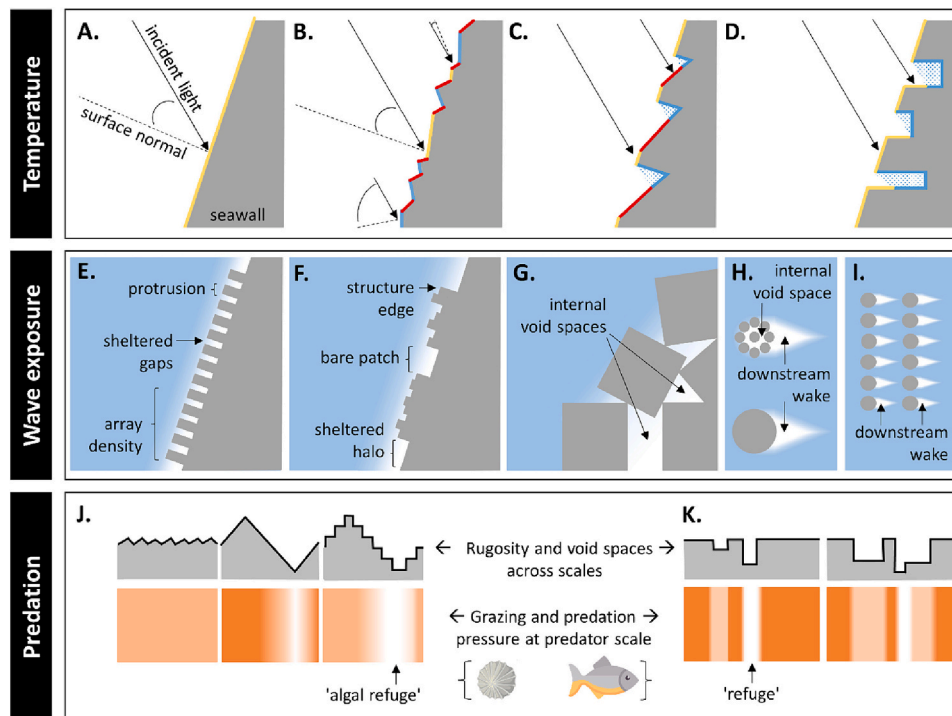 Temperature
A.
incident light
surface normal
seawall
B.
C.
D.
Wave exposure
E.
protrusion
sheltered
gaps
array
density
F.
structure
edge
bare patch
sheltered
halo
G.
internal
void spaces
H.
internal
void space
downstream
wake
I.
downstream
wake
Predation
J.
Rugosity and void spaces
across scales
Grazing and predation
pressure at predator scale
'algal refuge'
K.
'refuge'